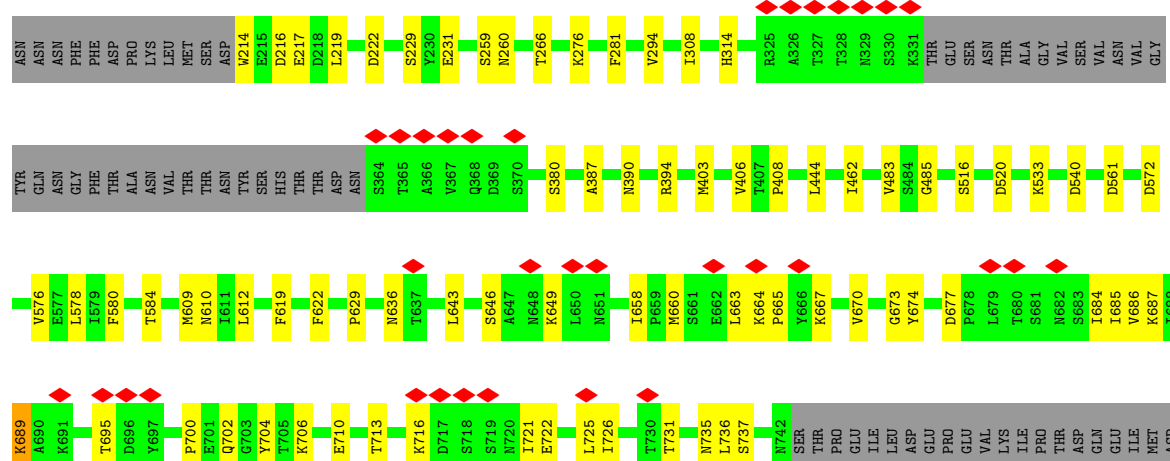 ASN ASN ASN PHE PHE ASP PRO LYS LEU MET SER ASP W214 E215 D216 E217 D218 L219 D222 S229 Y230 E231 S259 N260 T266 K276 F281 V294 I308 H314 R325 A326 T327 T328 N329 S330 K331 THR GLU SER ASN THR ALA GLY VAL SER VAL ASN VAL GLY
TYR GLN ASN GLY PHE THR ALA ASN VAL THR THR ASN TYR SER HIS THR THR ASP ASN S364 T365 A366 V367 Q368 D369 S370 S380 A387 N390 R394 M403 V406 T407 P408 L444 I462 V483 S484 G485 S516 D520 K533 D540 D561 D572
V576 E577 L578 I579 F580 T584 M609 N610 I611 L612 F619 F622 P629 N636 T637 L643 S646 A647 N648 K649 L650 N651 I658 P659 M660 S661 E662 L663 K664 P665 Y666 K667 V670 G673 Y674 D677 P678 L679 T680 S681 N682 S683 I684 I685 V686 K687
K689 A690 K691 T695 D696 Y697 P700 E701 Q702 G703 Y704 T705 K706 E710 T713 K716 D717 S718 S719 N720 I721 E722 L725 I726 T730 T731 N735 L736 S737 N742 SER THR PRO GLU ILE LEU ASP GLU PRO GLU VAL LYS ILE PRO THR ASP GLN GLU ILE MET